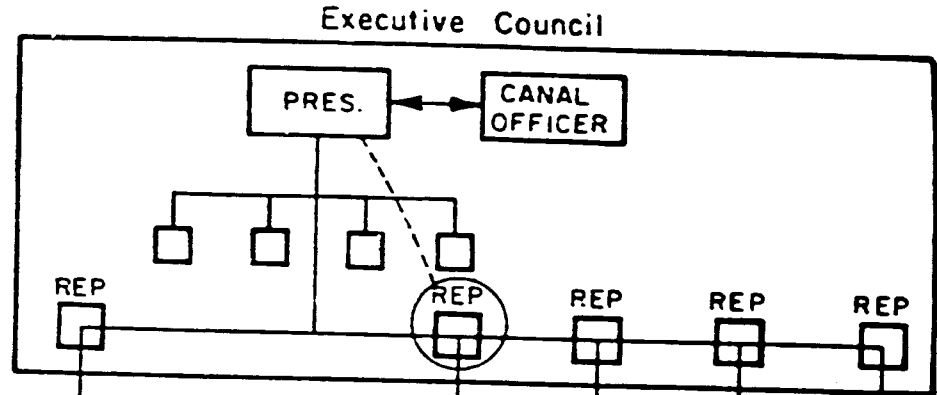 Executive Council
PRES.
CANAL
OFFICER
REP
REP
REP
REP
REP